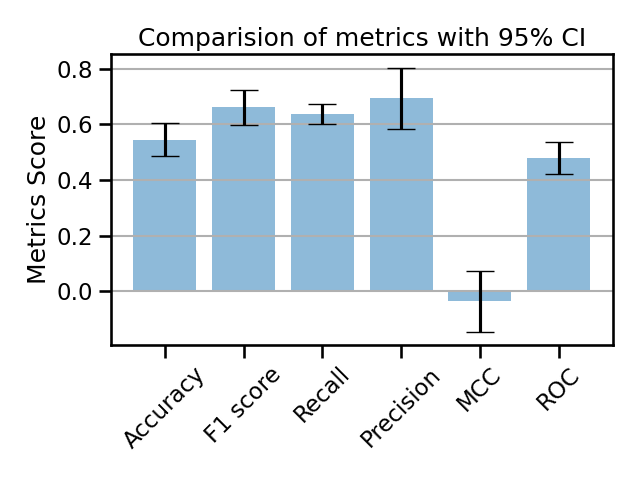 Comparision of metrics with 95% CI
Metrics Score
0.8
0.6
0.4
0.2
0.0
Accuracy
F1 score
Recall
Precision
MCC
ROC